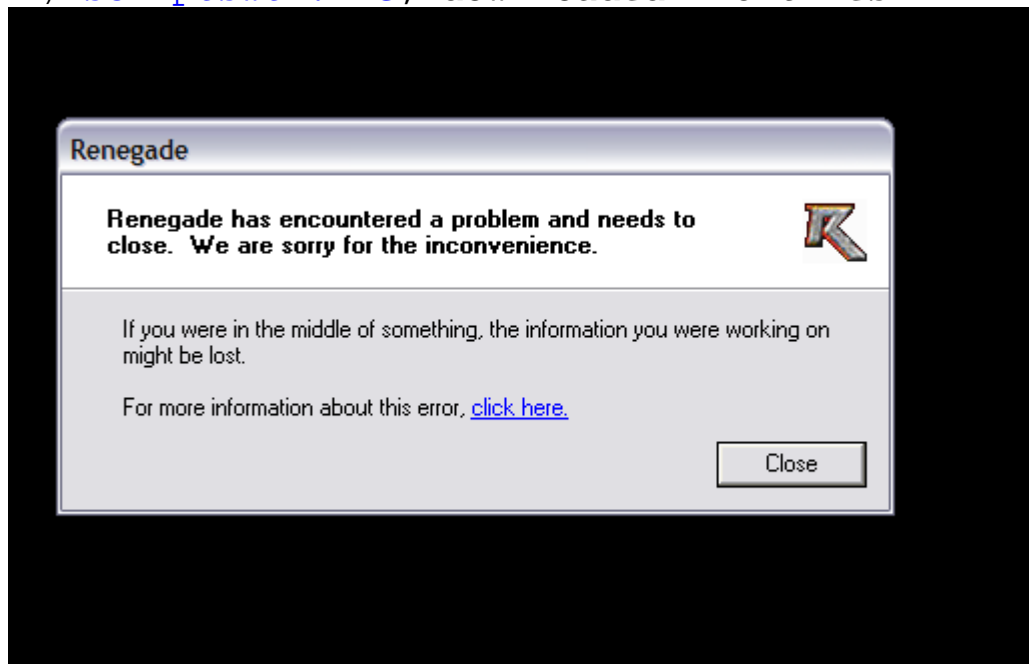 Renegade
Renegade has encountered a problem and needs to
close.  We are sorry for the inconvenience.
If you were in the middle of something, the information you were working on
might be lost.
For more information about this error, click here.
Close